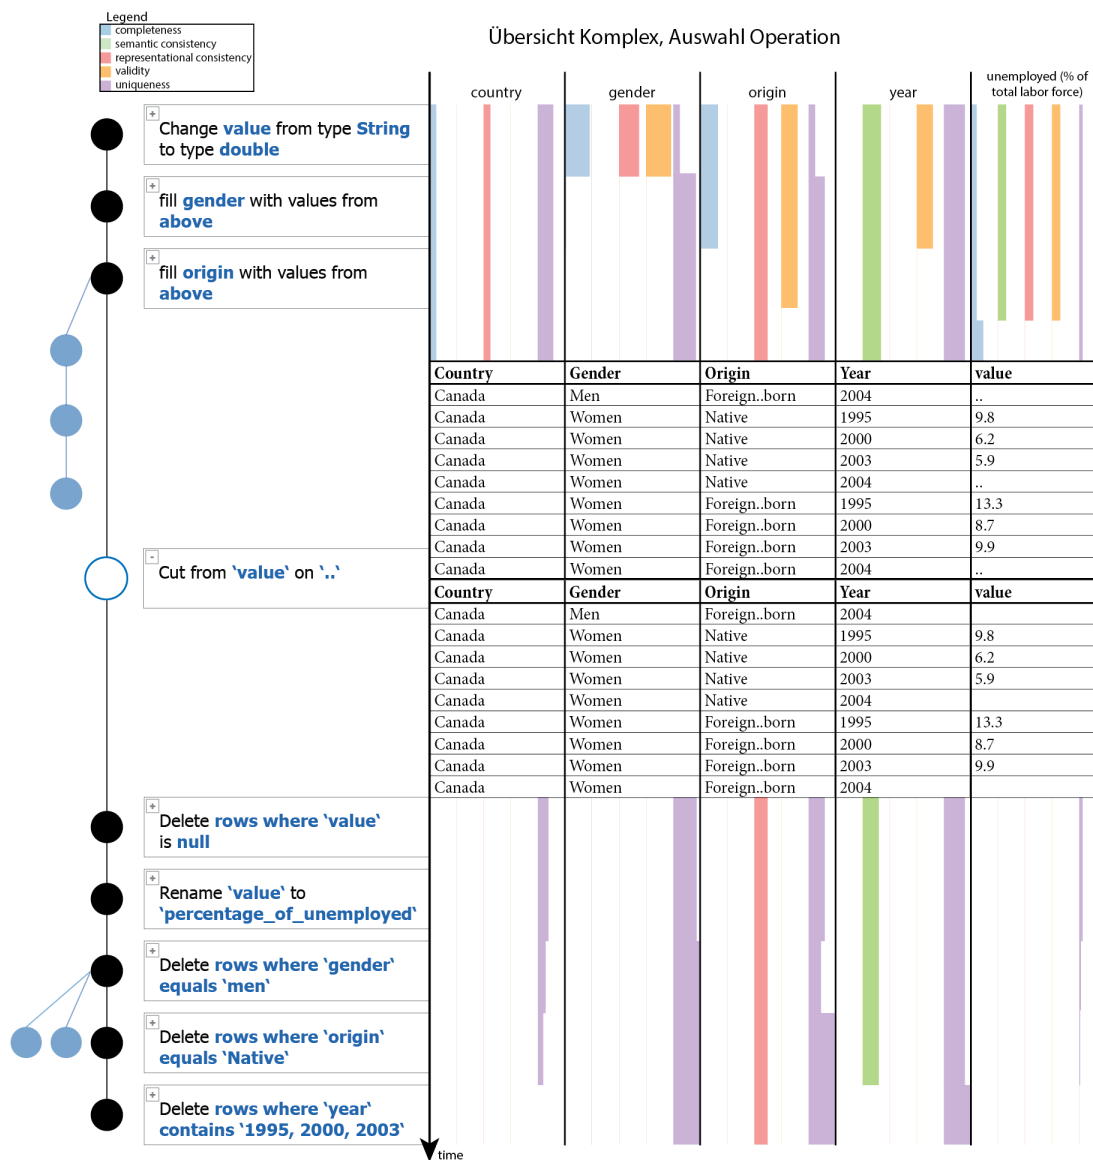 Legend
completeness
semantic consistency
representational consistency
validity
uniqueness
Übersicht Komplex, Auswahl Operation
country
gender
origin
year
unemployed (% of
total labor force)
+
Change value from type String
to type double
+
fill gender with values from
above
+
fill origin with values from
above
Country Gender Origin Year value
Canada Men Foreign..born 2004 ..
Canada Women Native 1995 9.8
Canada Women Native 2000 6.2
Canada Women Native 2003 5.9
Canada Women Native 2004 ..
Canada Women Foreign..born 1995 13.3
Canada Women Foreign..born 2000 8.7
Canada Women Foreign..born 2003 9.9
Canada Women Foreign..born 2004 ..
-
Cut from ‘value‘ on ‘..‘
Country Gender Origin Year value
Canada Men Foreign..born 2004
Canada Women Native 1995 9.8
Canada Women Native 2000 6.2
Canada Women Native 2003 5.9
Canada Women Native 2004
Canada Women Foreign..born 1995 13.3
Canada Women Foreign..born 2000 8.7
Canada Women Foreign..born 2003 9.9
Canada Women Foreign..born 2004
+
Delete rows where ‘value‘
is null
+
Rename ‘value‘ to
‘percentage_of_unemployed‘
+
Delete rows where ‘gender‘
equals ‘men‘
+
Delete rows where ‘origin‘
equals ‘Native‘
+
Delete rows where ‘year‘
contains ‘1995, 2000, 2003‘
time